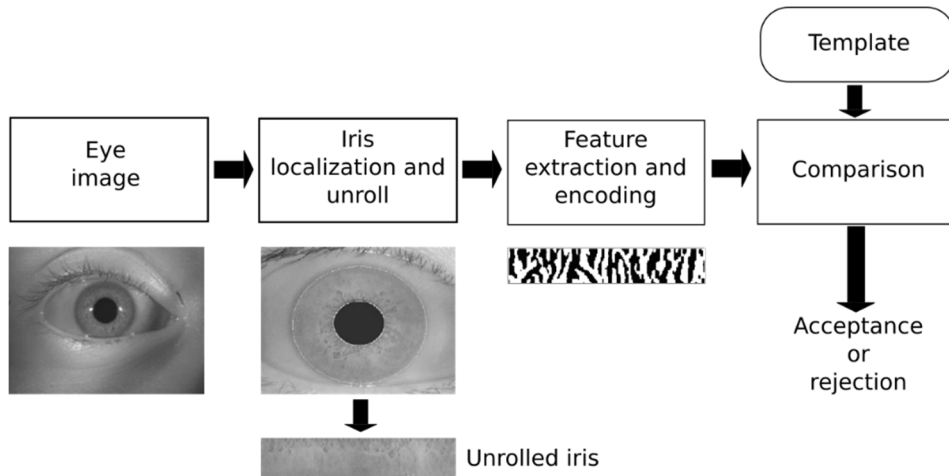 Template
Eye
image
Iris
localization and
unroll
Feature
extraction and
encoding
Comparison
Acceptance
or
rejection
Unrolled iris